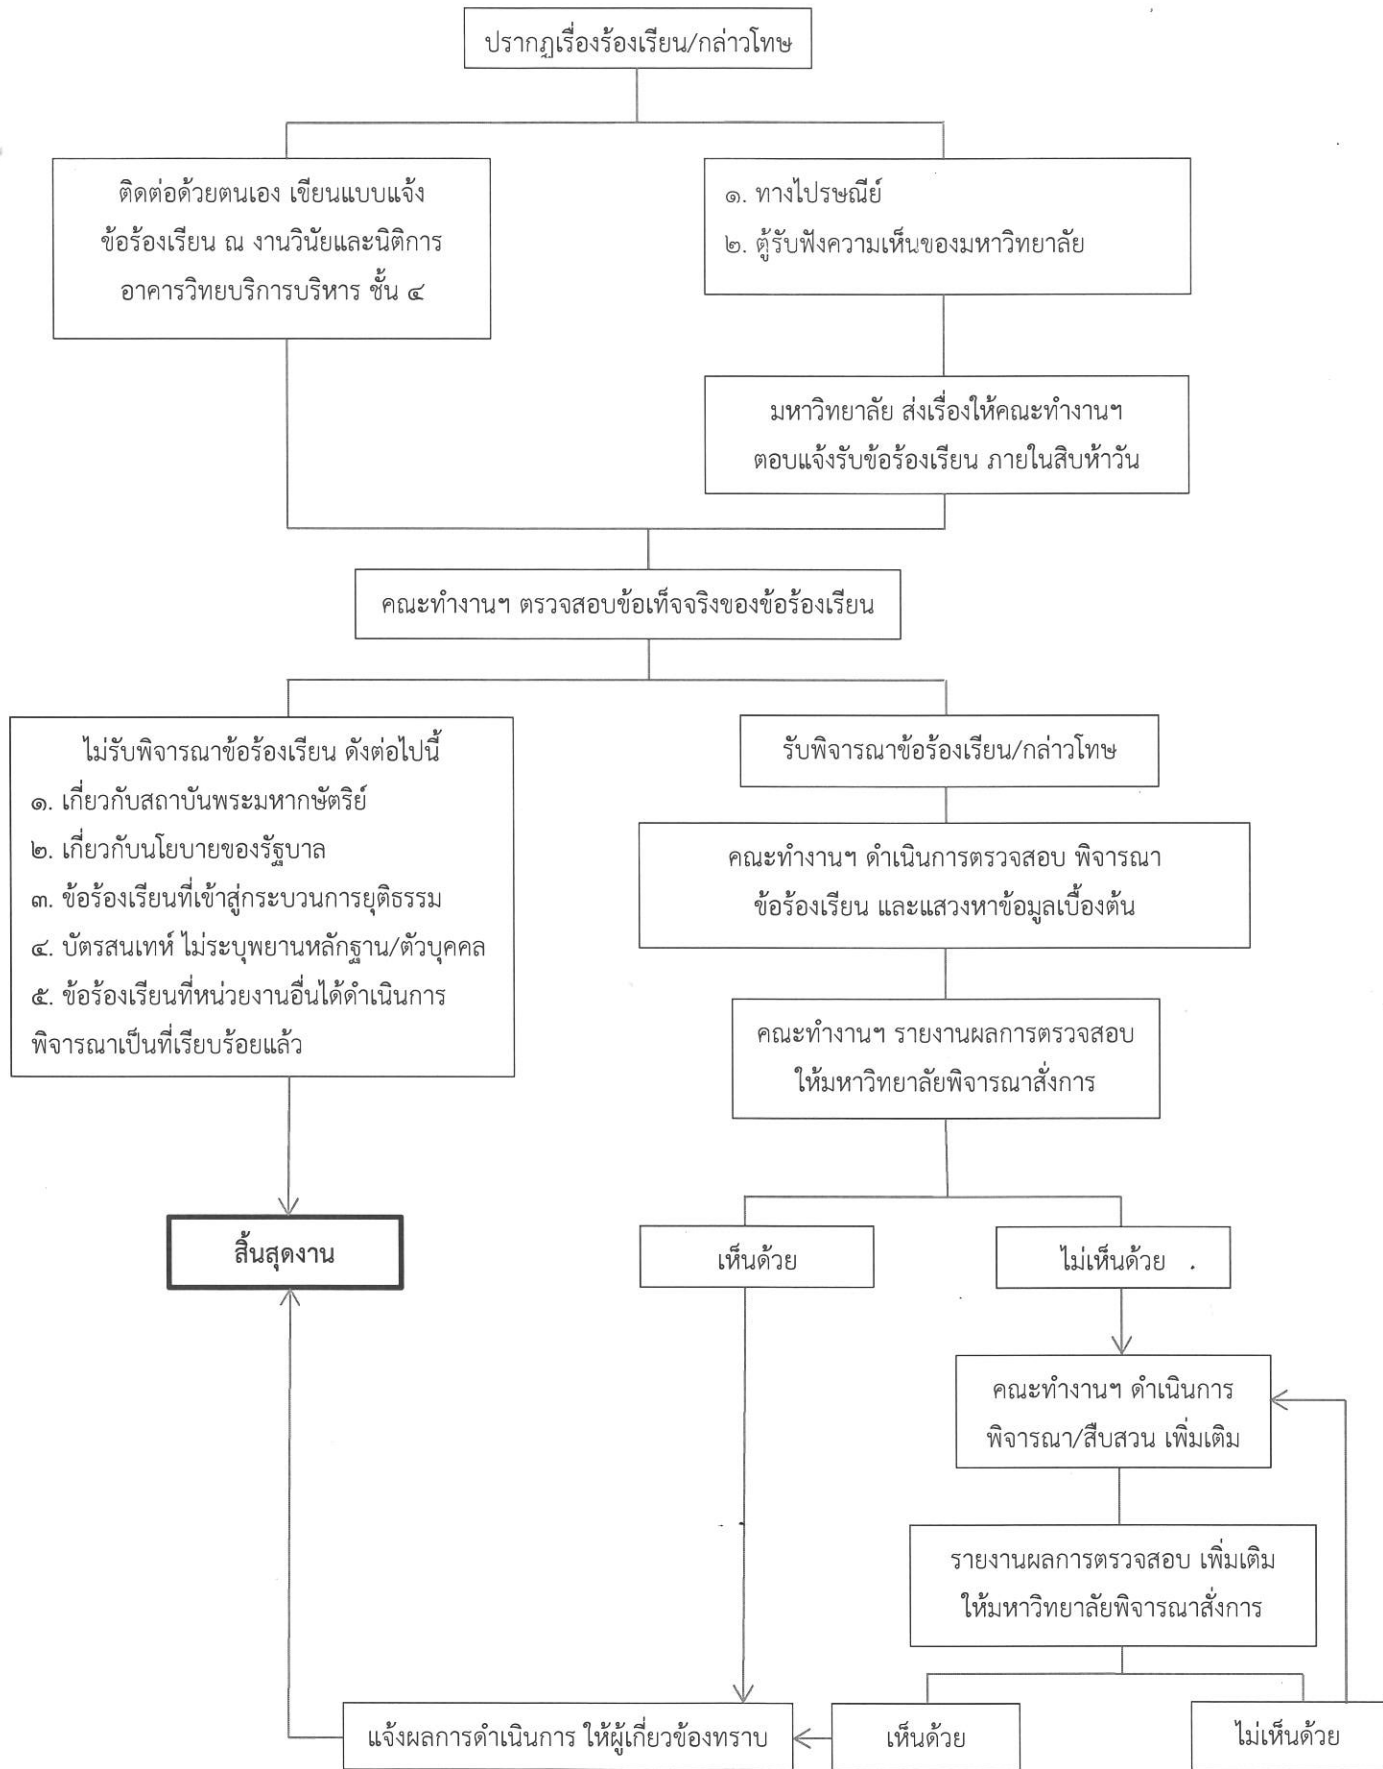 ปรากฏเรื่องร้องเรียน/กล่าวโทษ
ติดต่อด้วยตนเอง เขียนแบบแจ้ง
ข้อร้องเรียน ณ งานวินัยและนิติการ
อาคารวิทยบริการบริหาร ชั้น ๔
๑. ทางไปรษณีย์
๒. ตู้รับฟังความเห็นของมหาวิทยาลัย
มหาวิทยาลัย ส่งเรื่องให้คณะทำงานฯ
ตอบแจ้งรับข้อร้องเรียน ภายในสิบห้าวัน
คณะทำงานฯ ตรวจสอบข้อเท็จจริงของข้อร้องเรียน
ไม่รับพิจารณาข้อร้องเรียน ดังต่อไปนี้
๑. เกี่ยวกับสถาบันพระมหากษัตริย์
๒. เกี่ยวกับนโยบายของรัฐบาล
๓. ข้อร้องเรียนที่เข้าสู่กระบวนการยุติธรรม
๔. บัตรสนเทห์ ไม่ระบุพยานหลักฐาน/ตัวบุคคล
๕. ข้อร้องเรียนที่หน่วยงานอื่นได้ดำเนินการ
พิจารณาเป็นที่เรียบร้อยแล้ว
รับพิจารณาข้อร้องเรียน/กล่าวโทษ
คณะทำงานฯ ดำเนินการตรวจสอบ พิจารณา
ข้อร้องเรียน และแสวงหาข้อมูลเบื้องต้น
คณะทำงานฯ รายงานผลการตรวจสอบ
ให้มหาวิทยาลัยพิจารณาสั่งการ
สิ้นสุดงาน
เห็นด้วย
ไม่เห็นด้วย
คณะทำงานฯ ดำเนินการ
พิจารณา/สืบสวน เพิ่มเติม
รายงานผลการตรวจสอบ เพิ่มเติม
ให้มหาวิทยาลัยพิจารณาสั่งการ
แจ้งผลการดำเนินการ ให้ผู้เกี่ยวข้องทราบ
เห็นด้วย
ไม่เห็นด้วย